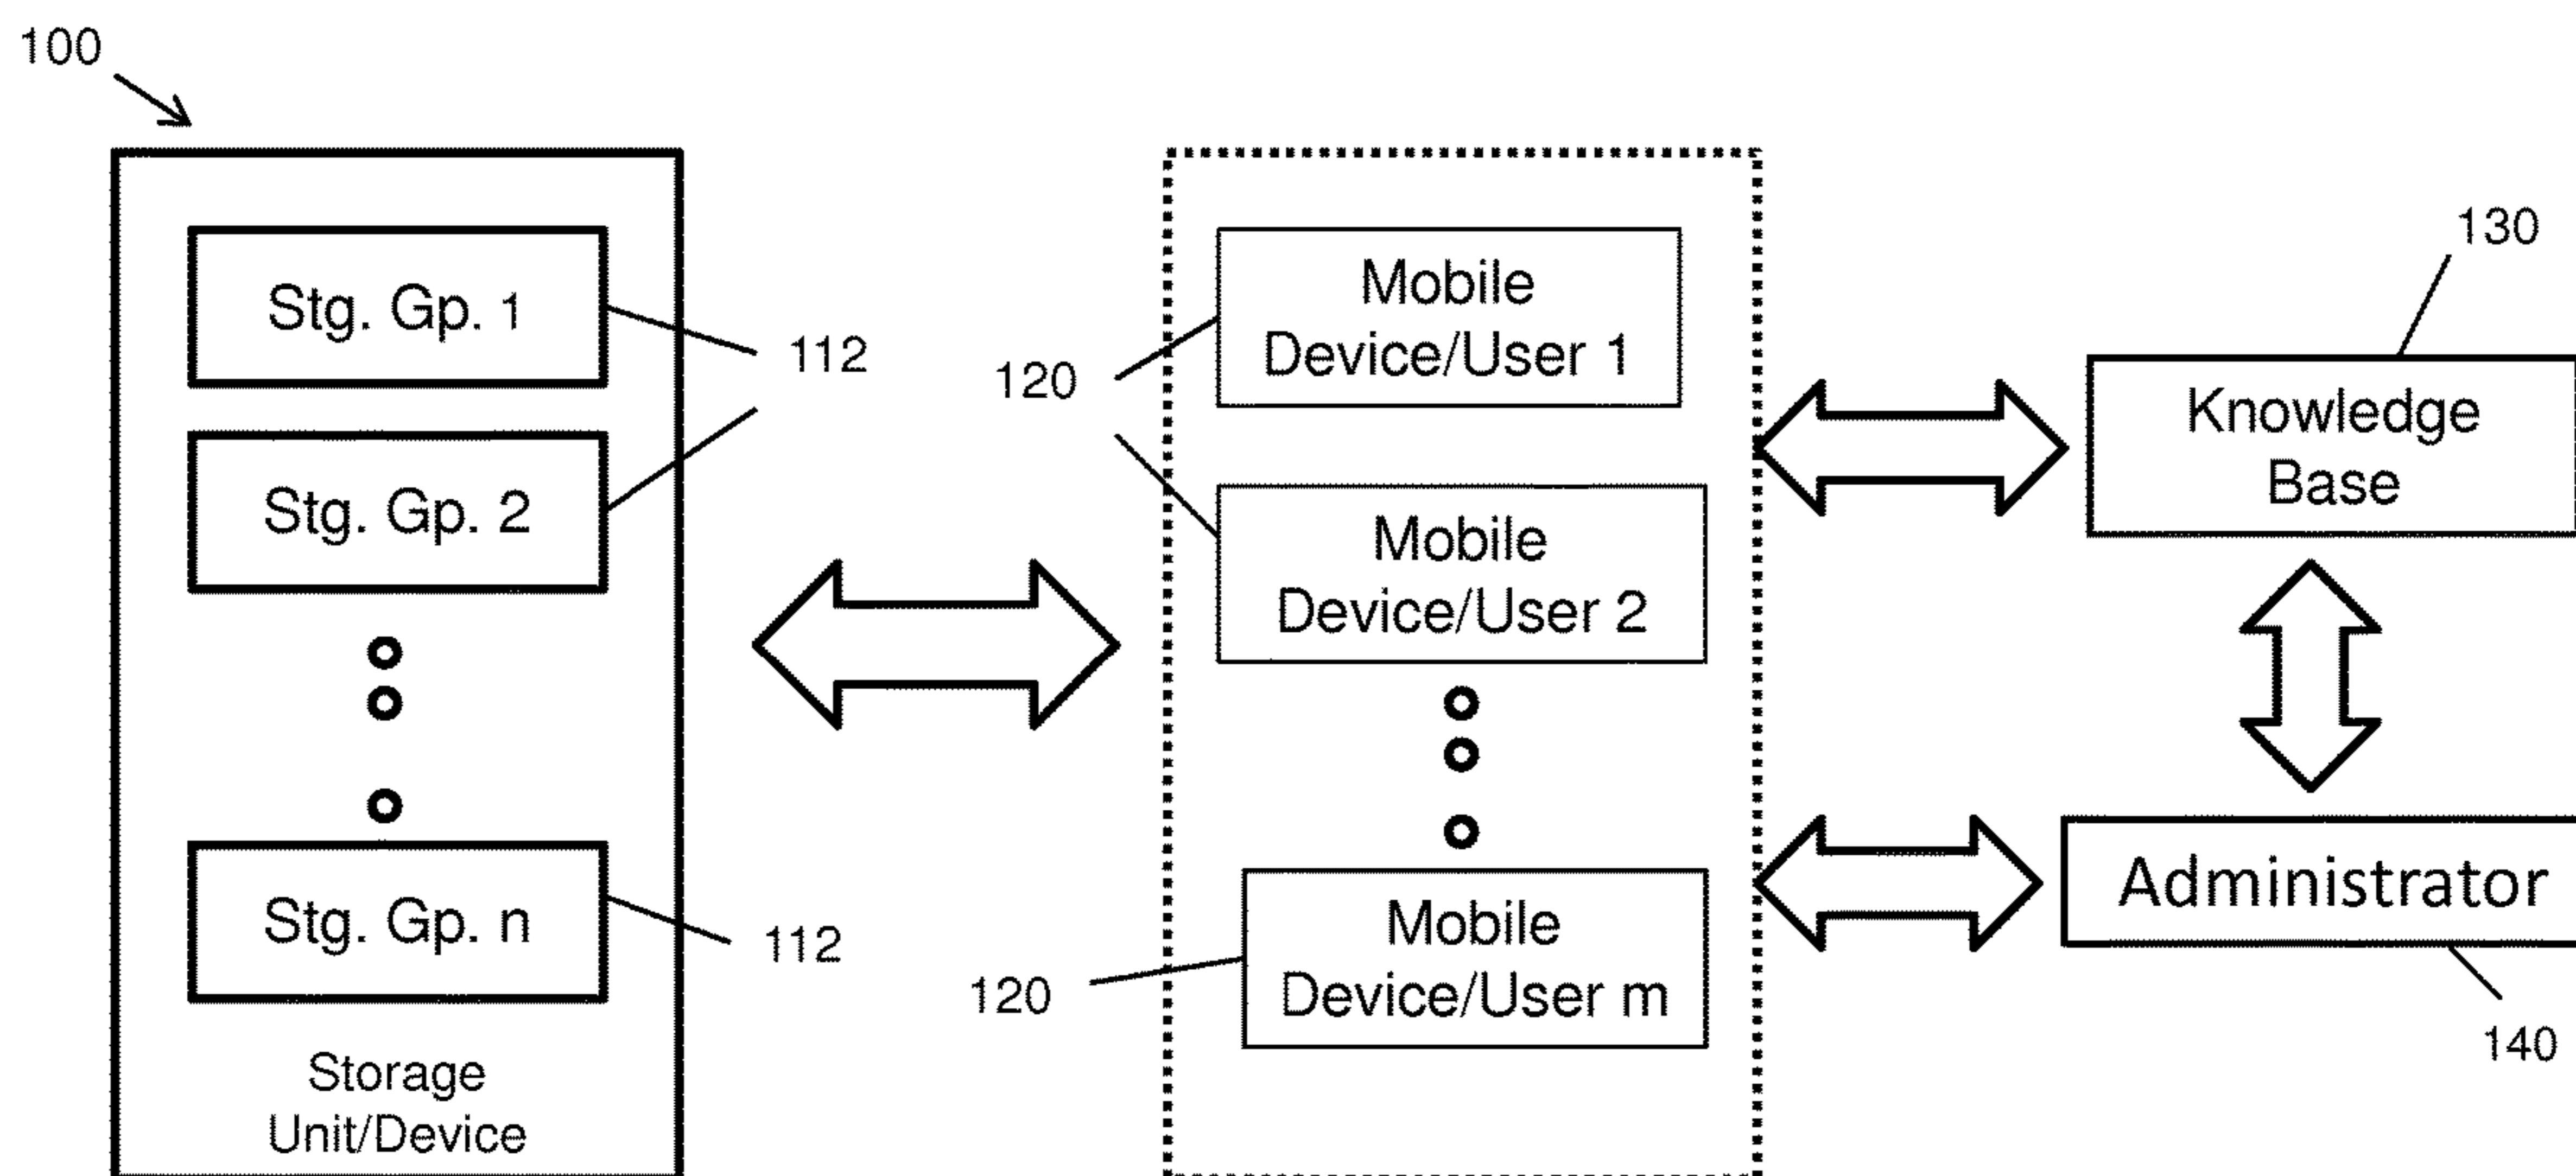 100
Stg. Gp. 1
112
Stg. Gp. 2
Stg. Gp. n
112
Storage
Unit/Device
120
Mobile
Device/User 1
Mobile
Device/User 2
Mobile
Device/User m
120
130
Knowledge
Base
Administrator
140